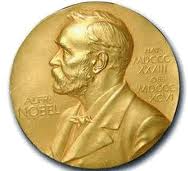 ALFR·
NOBEL
NAT·
MDCCC
XXXIII
OB·
MDCCC
XCVI